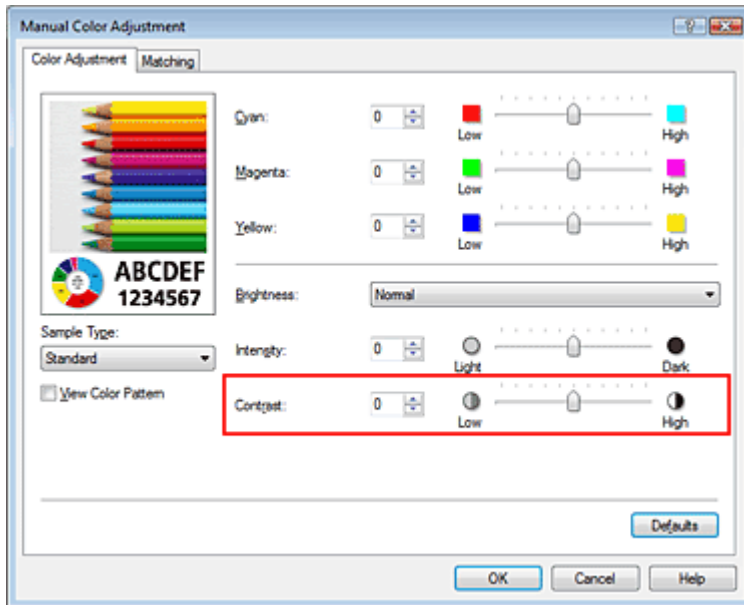 Manual Color Adjustment
Color Adjustment Matching
Cyan: 0 Low High
Magenta: 0 Low High
Yellow: 0 Low High
ABCDEF
1234567
Brightness: Normal
Sample Type:
Standard
Intensity: 0 Light Dark
View Color Pattern
Contrast: 0 Low High
Defaults
OK Cancel Help